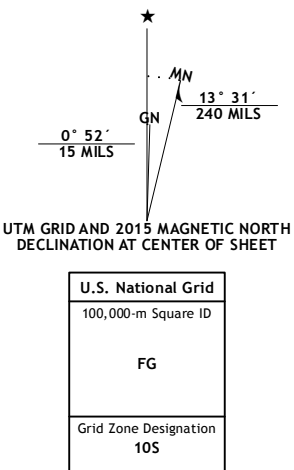 ★
MN
GN
13° 31´
240 MILS
0° 52´
15 MILS
UTM GRID AND 2015 MAGNETIC NORTH
DECLINATION AT CENTER OF SHEET
U.S. National Grid
100,000-m Square ID
FG
Grid Zone Designation
10S